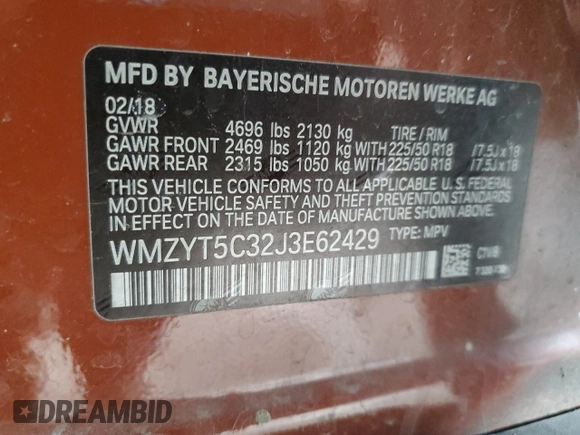 MFD BY BAYERISCHE MOTOREN WERKE AG
02/18
GVWR 4696 lbs 2130 kg TIRE / RIM
GAWR FRONT 2469 lbs 1120 kg WITH 225/50 R18 /7.5J x 18
GAWR REAR 2315 lbs 1050 kg WITH 225/50 R18 /7.5J x 18
THIS VEHICLE CONFORMS TO ALL APPLICABLE U. S. FEDERAL
MOTOR VEHICLE SAFETY, BUMPER, AND THEFT PREVENTION STANDARDS
IN EFFECT ON THE DATE OF MANUFACTURE SHOWN ABOVE.
WMZYT5C32J3E62429 TYPE: MPV
DREAMBID